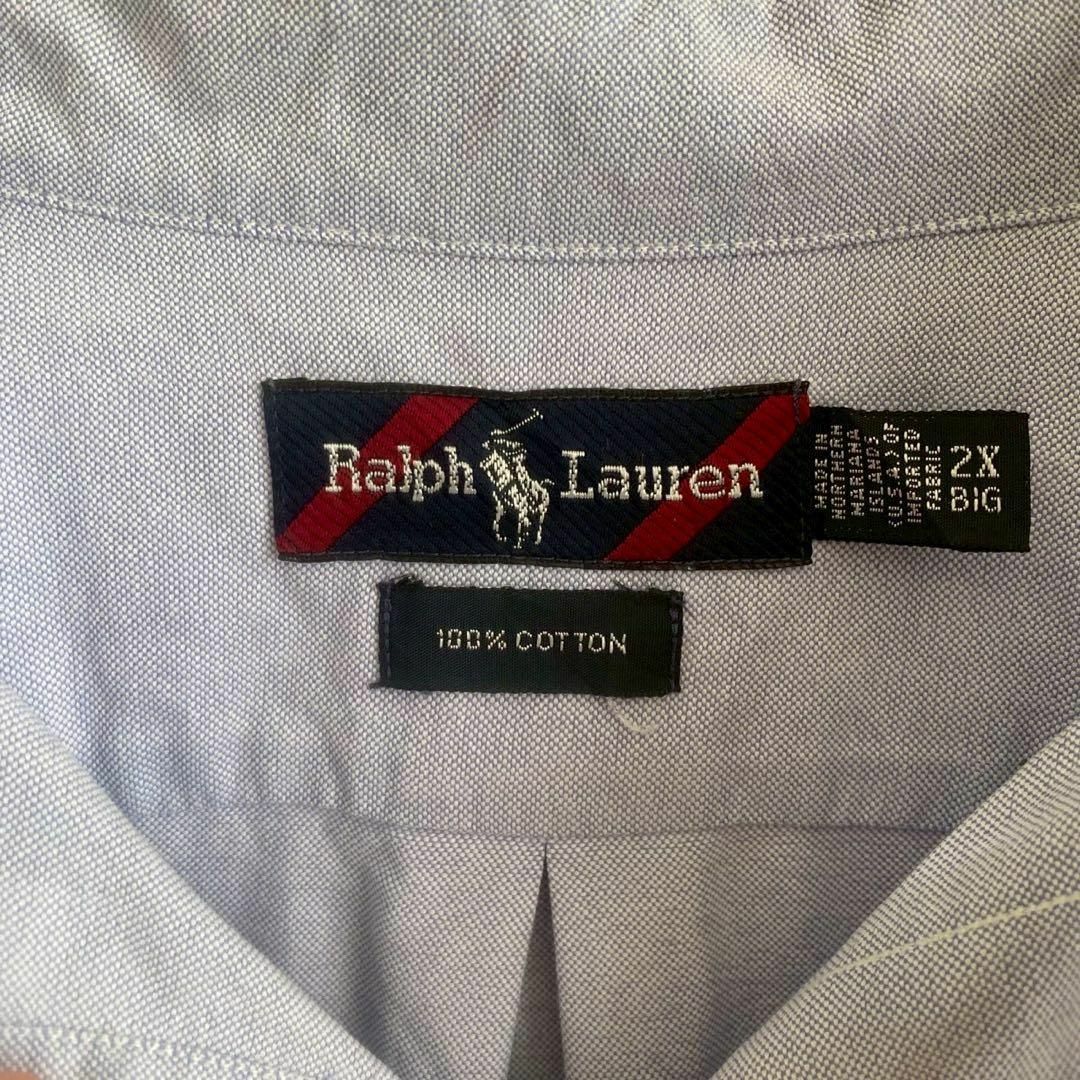 Ralph Lauren
MADE IN
NORTHERN
MARIANA
ISLANDS
(U.S.A.) OF
IMPORTED
FABRIC
2X
BIG
100% COTTON